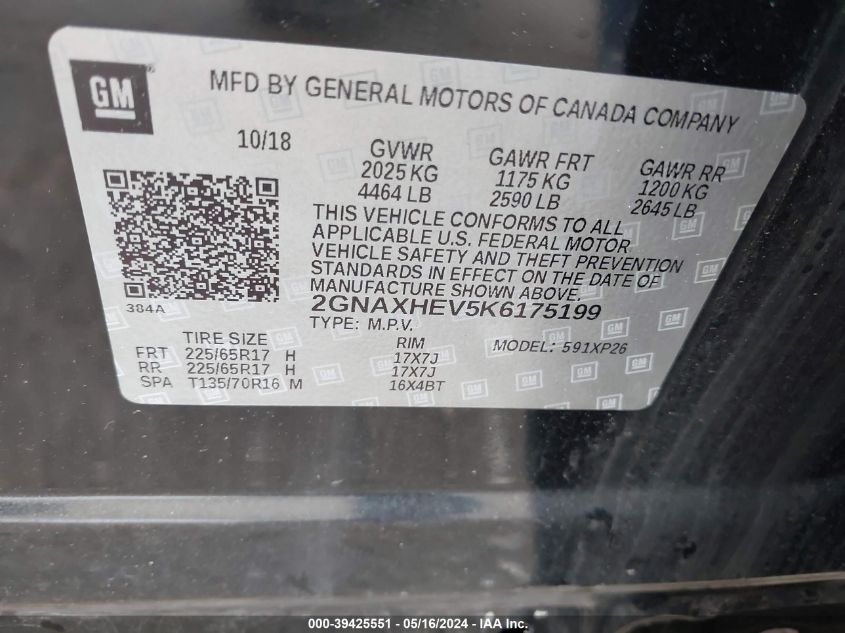 GM
MFD BY GENERAL MOTORS OF CANADA COMPANY
10/18
GVWR
2025 KG
4464 LB
GAWR FRT
1175 KG
2590 LB
GAWR RR
1200 KG
2645 LB
THIS VEHICLE CONFORMS TO ALL
APPLICABLE U.S. FEDERAL MOTOR
VEHICLE SAFETY AND THEFT PREVENTION
STANDARDS IN EFFECT ON THE DATE OF
MANUFACTURE SHOWN ABOVE.
384A
2GNAXHEV5K6175199
TYPE: M.P.V.
MODEL: 591XP26
TIRE SIZE RIM
FRT 225/65R17 H 17X7J
RR 225/65R17 H 17X7J
SPA T135/70R16 M 16X4BT
000-39425551 - 05/16/2024 - IAA Inc.